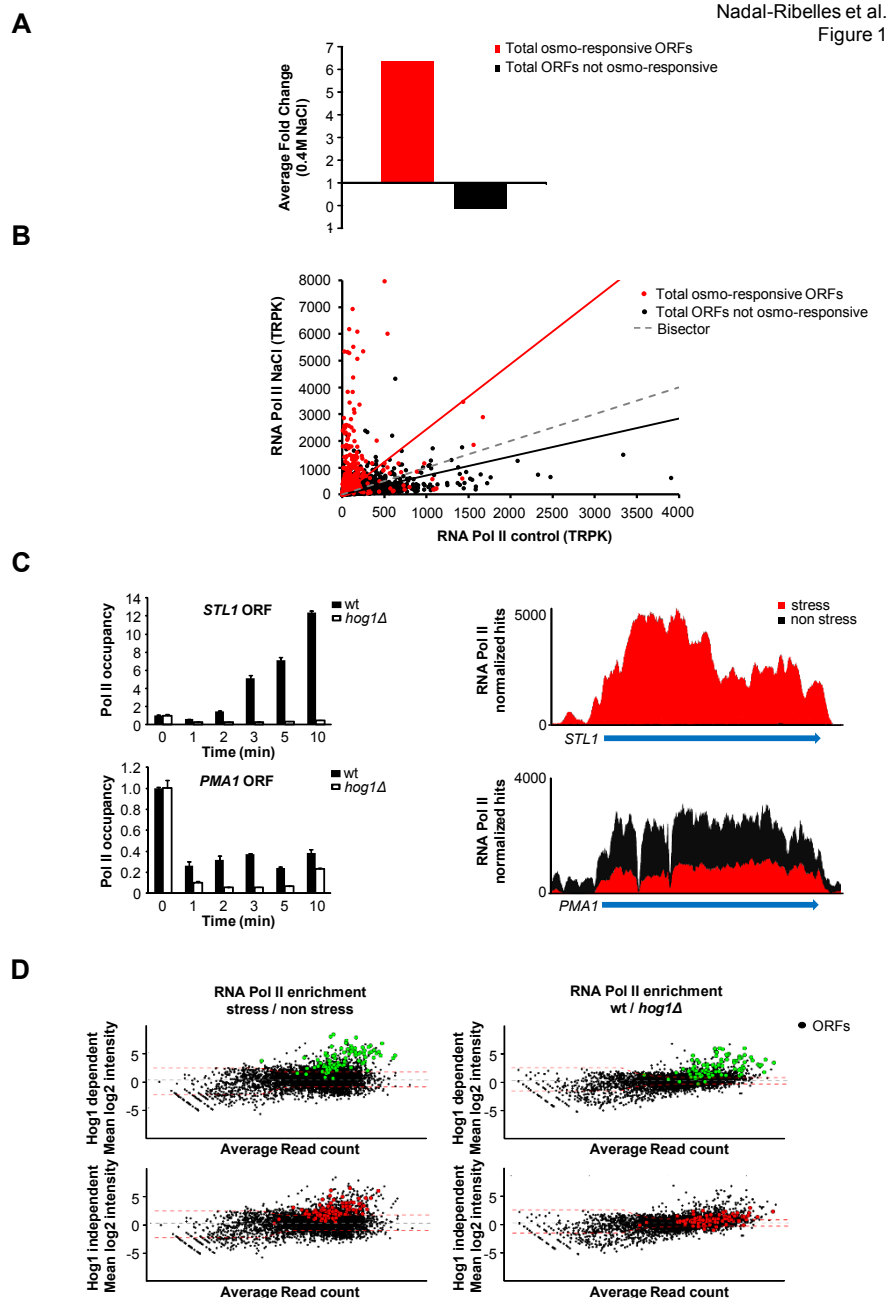 Nadal-Ribelles et al.
Figure 1
A
Total osmo-responsive ORFs
Total ORFs not osmo-responsive
Average Fold Change
(0.4M NaCl)
7
6
5
4
3
2
1
0
1
B
Total osmo-responsive ORFs
Total ORFs not osmo-responsive
Bisector
RNA Pol II NaCl (TRPK)
8000
7000
6000
5000
4000
3000
2000
1000
0
0 500 1000 1500 2000 2500 3000 3500 4000
RNA Pol II control (TRPK)
C
STL1 ORF
wt
hog1Δ
Pol II occupancy
14
12
10
8
6
4
2
0
0 1 2 3 5 10
Time (min)
PMA1 ORF
wt
hog1Δ
Pol II occupancy
1.2
1.0
0.8
0.6
0.4
0.2
0
0 1 2 3 5 10
Time (min)
stress
non stress
RNA Pol II
normalized hits
5000
0
STL1
RNA Pol II
normalized hits
4000
0
PMA1
D
RNA Pol II enrichment
stress / non stress
RNA Pol II enrichment
wt / hog1Δ
ORFs
Hog1 dependent
Mean log2 intensity
5
0
-5
Average Read count
Hog1 dependent
Mean log2 intensity
5
0
-5
Average Read count
Hog1 independent
Mean log2 intensity
5
0
-5
Average Read count
Hog1 independent
Mean log2 intensity
5
0
-5
Average Read count